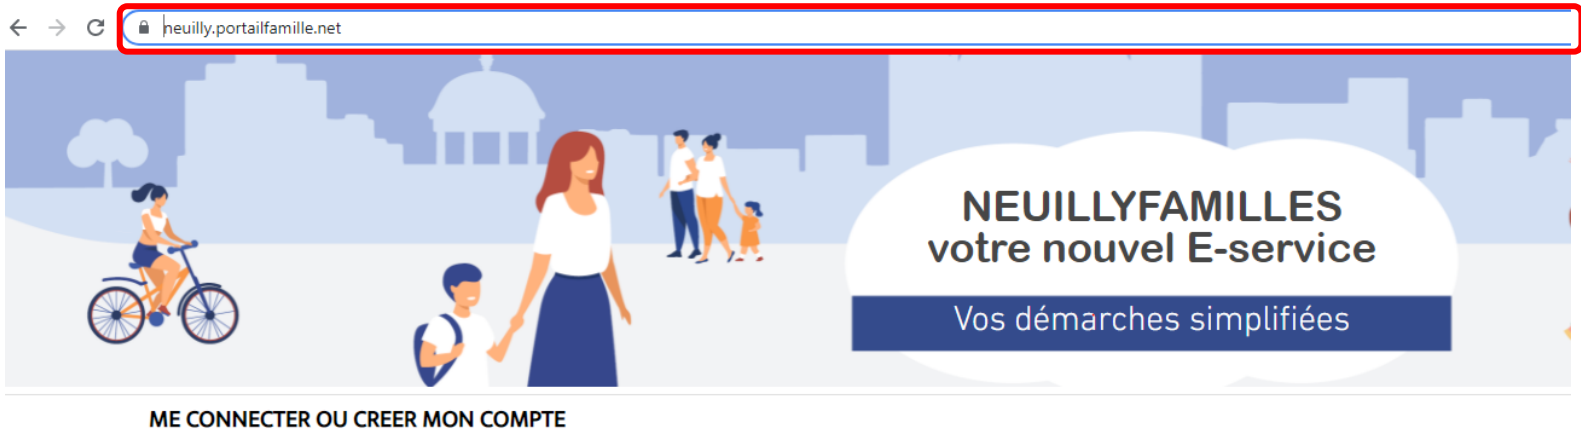 neuilly.portailfamille.net
NEUILLYFAMILLES
votre nouvel E-service
Vos démarches simplifiées
ME CONNECTER OU CREER MON COMPTE